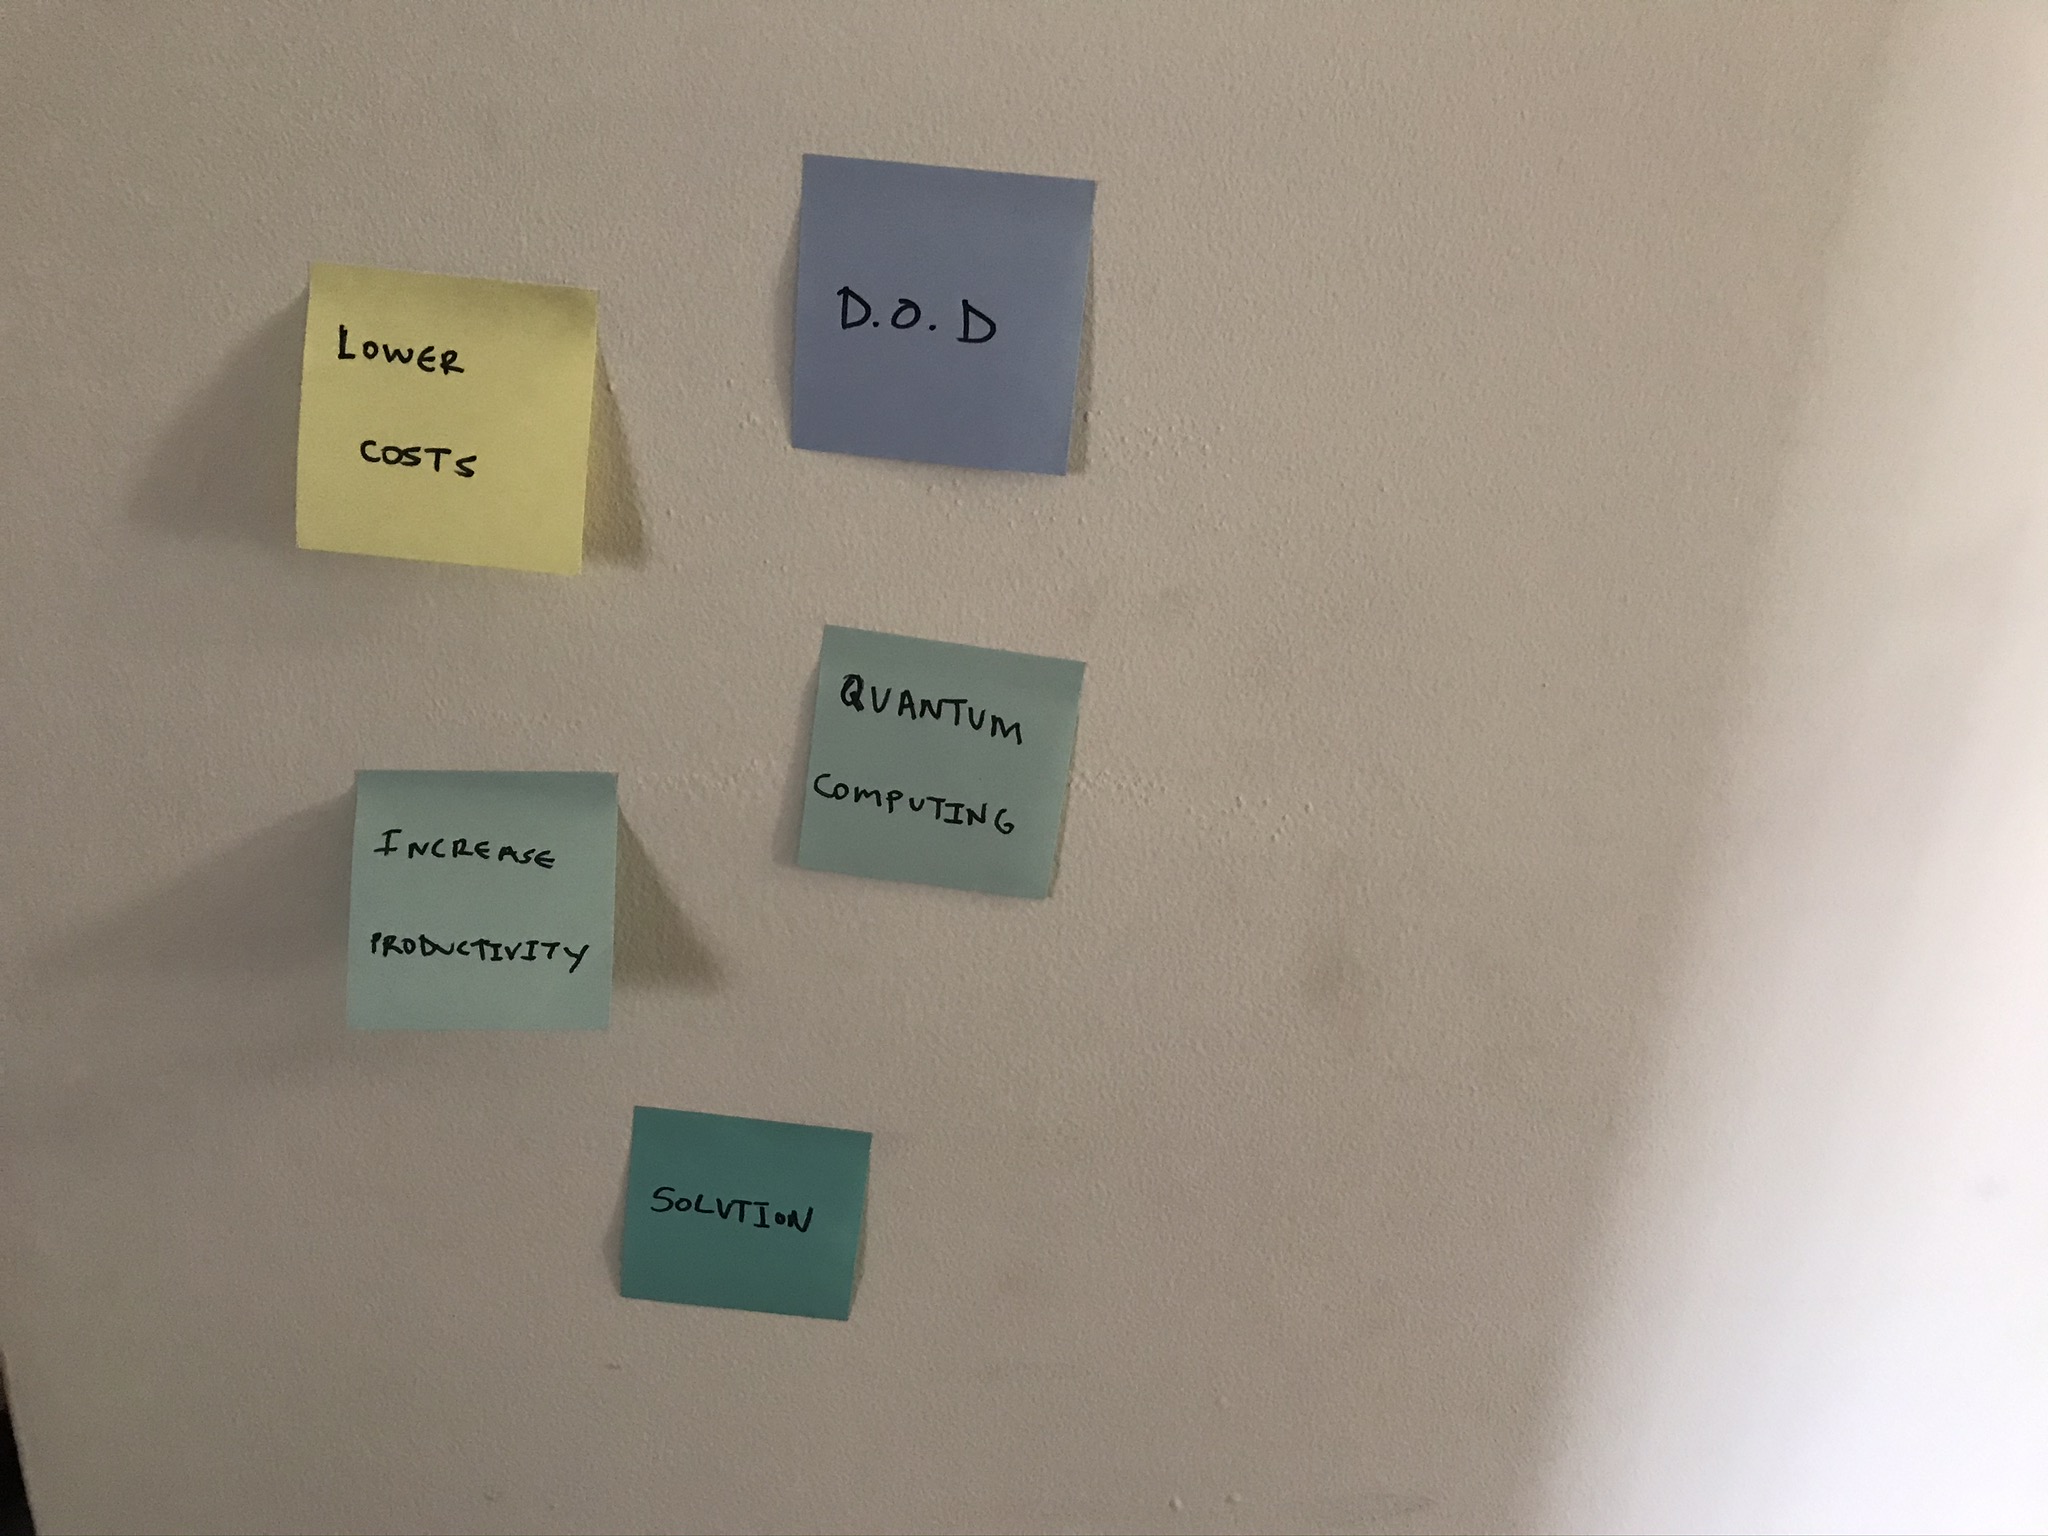 LOWER
COSTS
D.O.D
QUANTUM
COMPUTING
INCREASE
PRODUCTIVITY
SOLUTION